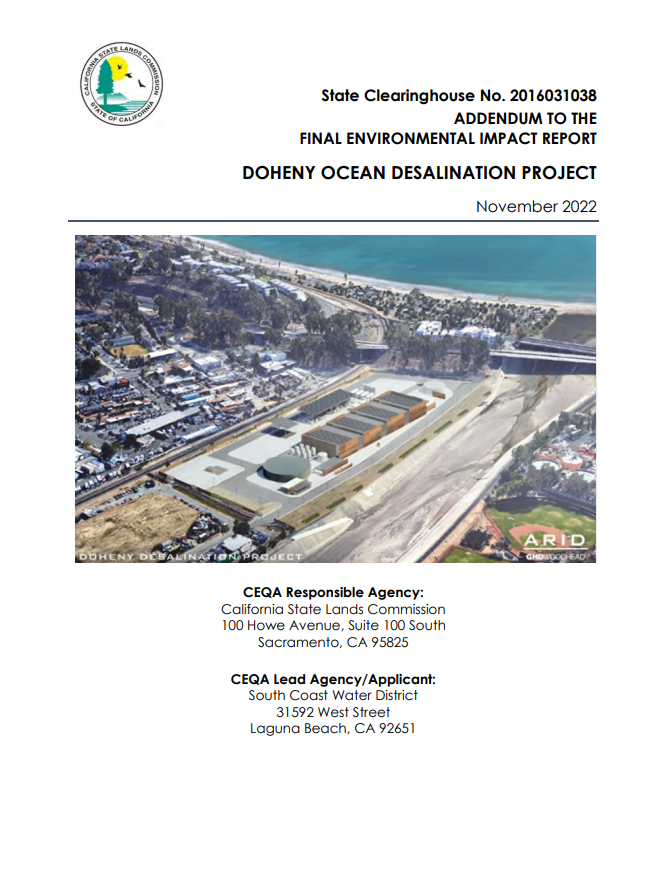 CALIFORNIA STATE LANDS COMMISSION
STATE OF CALIFORNIA
State Clearinghouse No. 2016031038
ADDENDUM TO THE
FINAL ENVIRONMENTAL IMPACT REPORT
DOHENY OCEAN DESALINATION PROJECT
November 2022
DOHENY DESALINATION PROJECT
ARID
GHDWOODHEAD
CEQA Responsible Agency:
California State Lands Commission
100 Howe Avenue, Suite 100 South
Sacramento, CA 95825
CEQA Lead Agency/Applicant:
South Coast Water District
31592 West Street
Laguna Beach, CA 92651